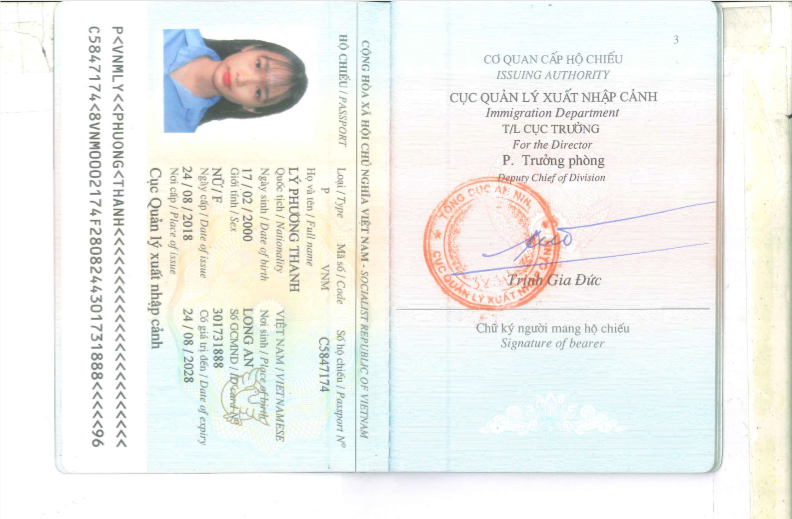 3
CƠ QUAN CẤP HỘ CHIẾU
ISSUING AUTHORITY
CỤC QUẢN LÝ XUẤT NHẬP CẢNH
Immigration Department
T/L CỤC TRƯỞNG
For the Director
P. Trưởng phòng
Deputy Chief of Division
TỔNG CỤC AN NINH
CỤC QUẢN LÝ XUẤT NHẬP CẢNH
Trịnh Gia Đức
Chữ ký người mang hộ chiếu
Signature of bearer
CỘNG HÒA XÃ HỘI CHỦ NGHĨA VIỆT NAM - SOCIALIST REPUBLIC OF VIETNAM
HỘ CHIẾU / PASSPORT
Loại / Type Mã số / Code Số hộ chiếu / Passport Nº
P VNM C5847174
Họ và tên / Full name
LÝ PHƯƠNG THANH
Quốc tịch / Nationality
VIỆT NAM / VIETNAMESE
Ngày sinh / Date of birth Nơi sinh / Place of birth
17 / 02 / 2000 LONG AN
Giới tính / Sex Số GCMND / ID card Nº
NỮ / F 301731888
Ngày cấp / Date of issue Có giá trị đến / Date of expiry
24 / 08 / 2018 24 / 08 / 2028
Nơi cấp / Place of issue
Cục Quản lý xuất nhập cảnh
P<VNMLY<<PHUONG<THANH<<<<<<<<<<<<<<<<<<<<<<<
C5847174<8VNM0002174F2808244301731888<<<<<96